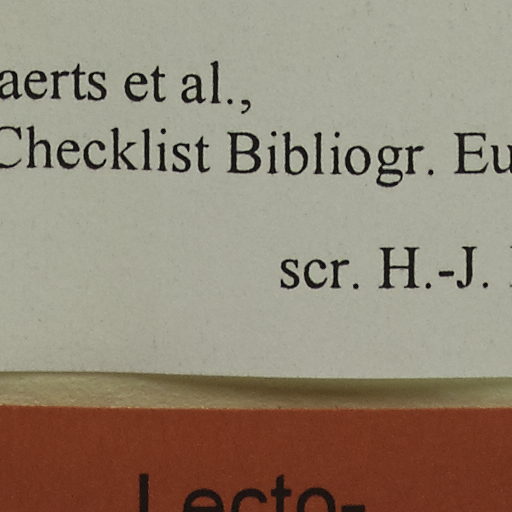 aerts et al.,
Checklist Bibliogr. Eu
scr. H.-J.
Lecto-